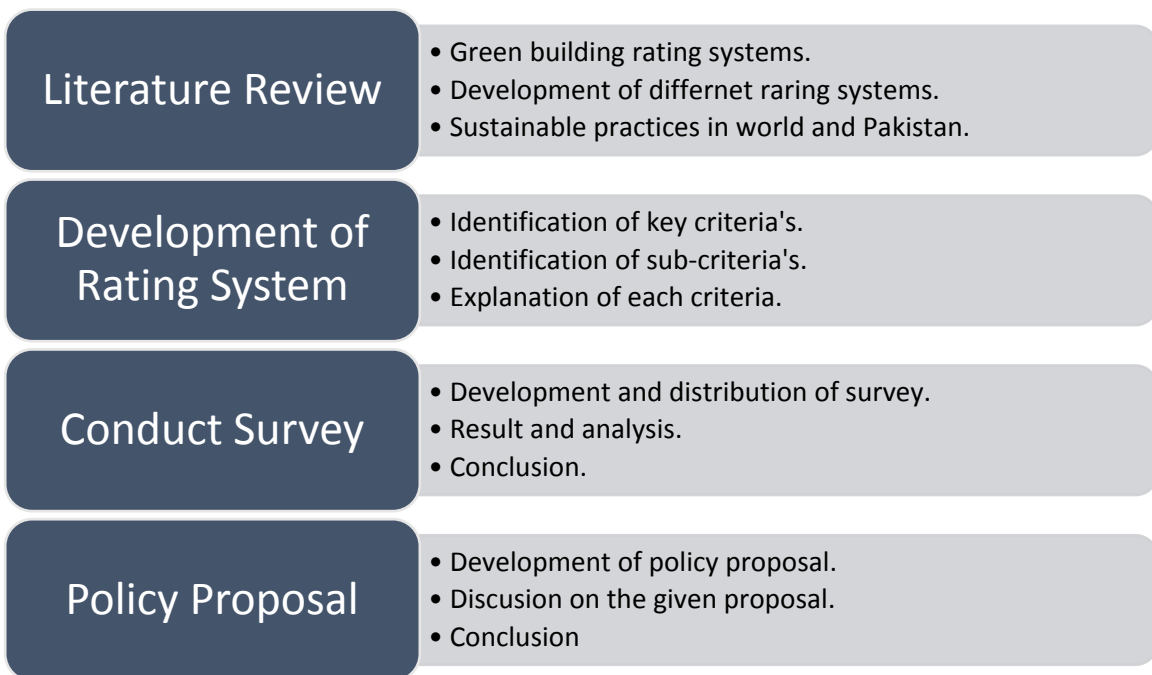 Literature Review
• Green building rating systems.
• Development of differnet raring systems.
• Sustainable practices in world and Pakistan.
Development of
Rating System
• Identification of key criteria's.
• Identification of sub-criteria's.
• Explanation of each criteria.
Conduct Survey
• Development and distribution of survey.
• Result and analysis.
• Conclusion.
Policy Proposal
• Development of policy proposal.
• Discusion on the given proposal.
• Conclusion